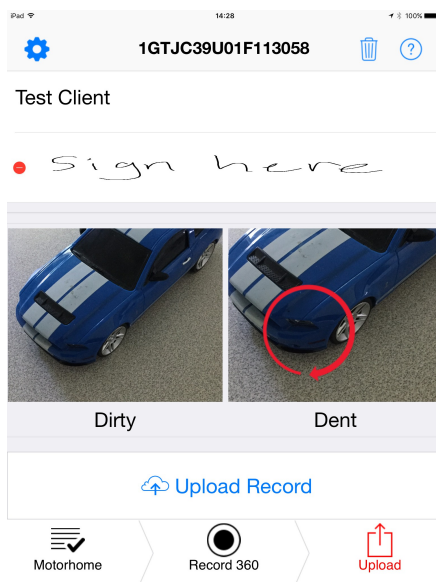 iPad 14:28 100%
1GTJC39U01F113058 ?
Test Client
Sign here
Dirty Dent
Upload Record
Motorhome Record 360 Upload